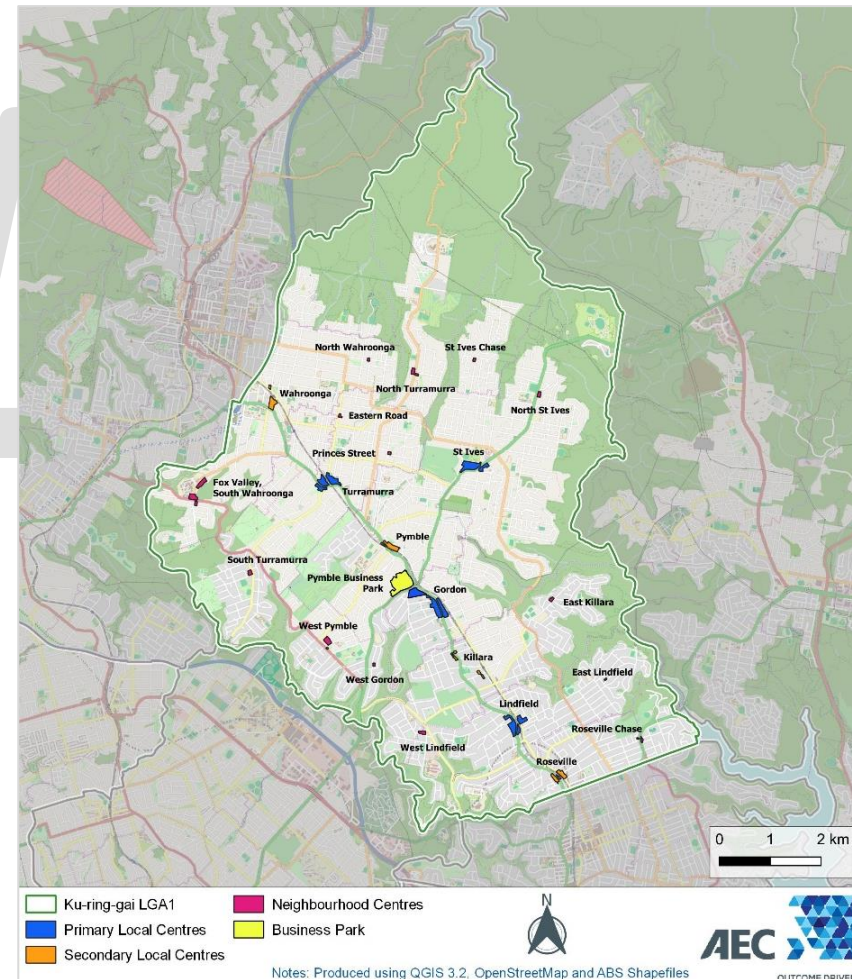 North Wahroonga
St Ives Chase
North Turramurra
Wahroonga
North St Ives
Eastern Road
Princes Street
St Ives
Fox Valley,
South Wahroonga
Turramurra
Pymble
South Turramurra
Pymble Business
Park
Gordon
East Killara
West Pymble
Killara
West Gordon
East Lindfield
Lindfield
Roseville Chase
West Lindfield
Roseville
0 1 2 km
Ku-ring-gai LGA1
Primary Local Centres
Secondary Local Centres
Neighbourhood Centres
Business Park
N
AEC
OUTCOME DRIVEN
Notes: Produced using QGIS 3.2, OpenStreetMap and ABS Shapefiles